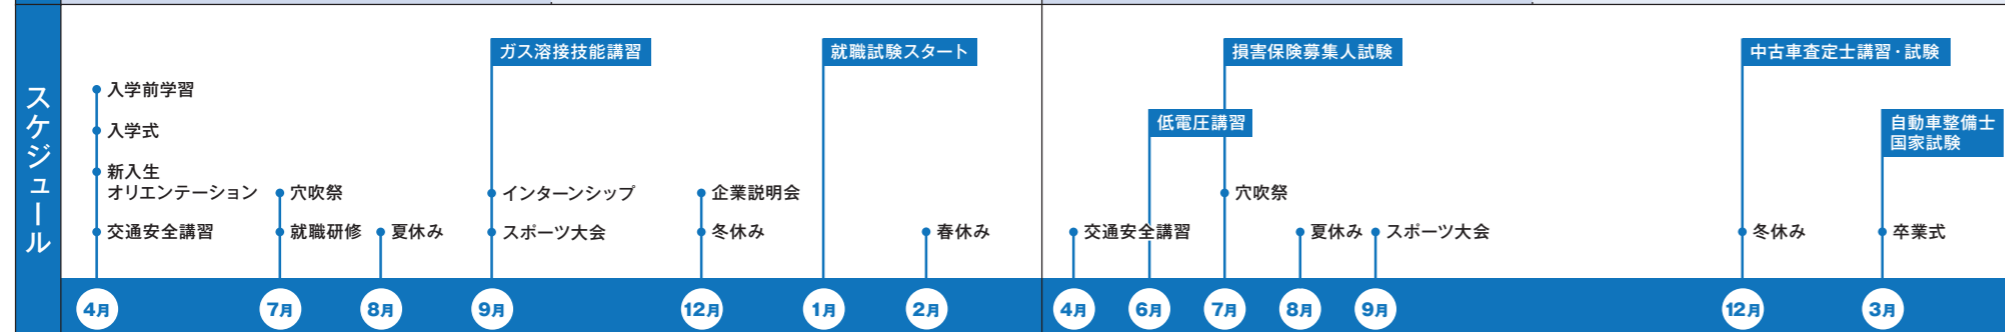 スケジュール
入学前学習
入学式
新入生
オリエンテーション
交通安全講習
4月
穴吹祭
就職研修
7月
夏休み
8月
ガス溶接技能講習
インターンシップ
スポーツ大会
9月
企業説明会
冬休み
12月
就職試験スタート
1月
春休み
2月
交通安全講習
4月
低電圧講習
6月
損害保険募集人試験
穴吹祭
7月
夏休み
8月
スポーツ大会
9月
中古車査定士講習・試験
冬休み
12月
自動車整備士
国家試験
卒業式
3月